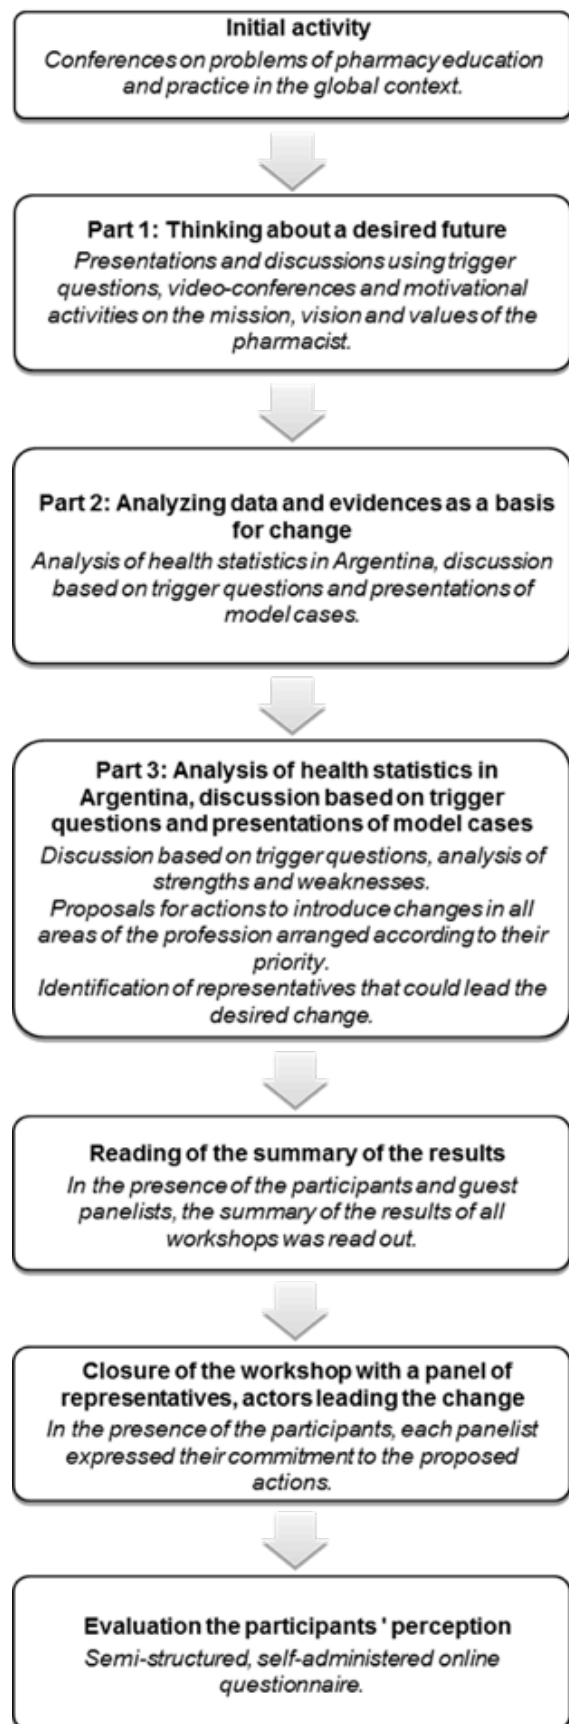 Initial activity
Conferences on problems of pharmacy education
and practice in the global context.
Part 1: Thinking about a desired future
Presentations and discussions using trigger
questions, video-conferences and motivational
activities on the mission, vision and values of the
pharmacist.
Part 2: Analyzing data and evidences as a basis
for change
Analysis of health statistics in Argentina, discussion
based on trigger questions and presentations of
model cases.
Part 3: Analysis of health statistics in
Argentina, discussion based on trigger
questions and presentations of model cases
Discussion based on trigger questions, analysis of
strengths and weaknesses.
Proposals for actions to introduce changes in all
areas of the profession arranged according to their
priority.
Identification of representatives that could lead the
desired change.
Reading of the summary of the results
In the presence of the participants and guest
panelists, the summary of the results of all
workshops was read out.
Closure of the workshop with a panel of
representatives, actors leading the change
In the presence of the participants, each panelist
expressed their commitment to the proposed
actions.
Evaluation the participants ' perception
Semi-structured, self-administered online
questionnaire.